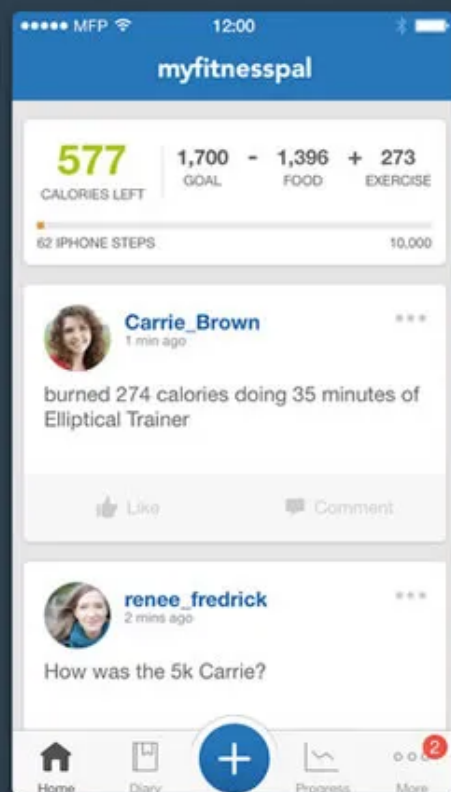 MFP 12:00
myfitnesspal
577 1,700 - 1,396 + 273
CALORIES LEFT GOAL FOOD EXERCISE
62 IPHONE STEPS 10,000
Carrie_Brown
1 min ago
burned 274 calories doing 35 minutes of
Elliptical Trainer
Like Comment
renee_fredrick
2 mins ago
How was the 5k Carrie?
2
Home Diary + Progress More